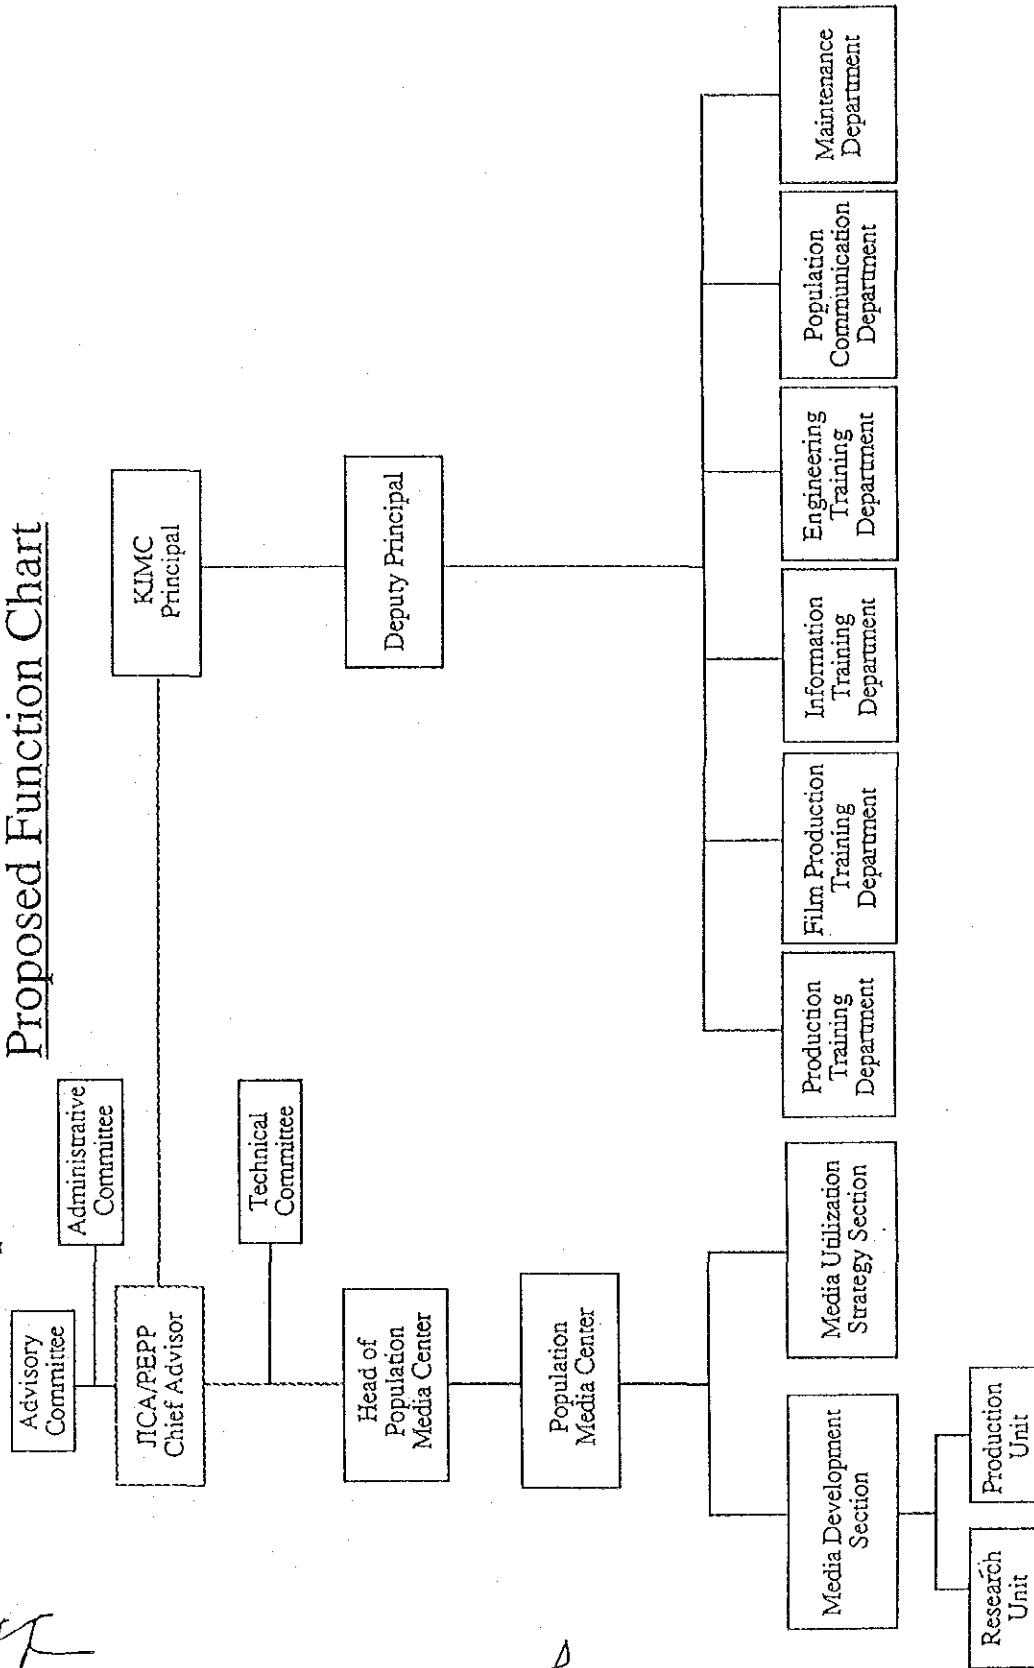 Proposed Function Chart
Advisory
Committee
Administrative
Committee
JICA/PEPP
Chief Advisor
KIMC
Principal
Technical
Committee
Head of
Population
Media Center
Deputy Principal
Population
Media Center
Media Development
Section
Media Utilization
Strategy Section
Production
Training
Department
Film Production
Training
Department
Information
Training
Department
Engineering
Training
Department
Population
Communication
Department
Maintenance
Department
Research
Unit
Production
Unit